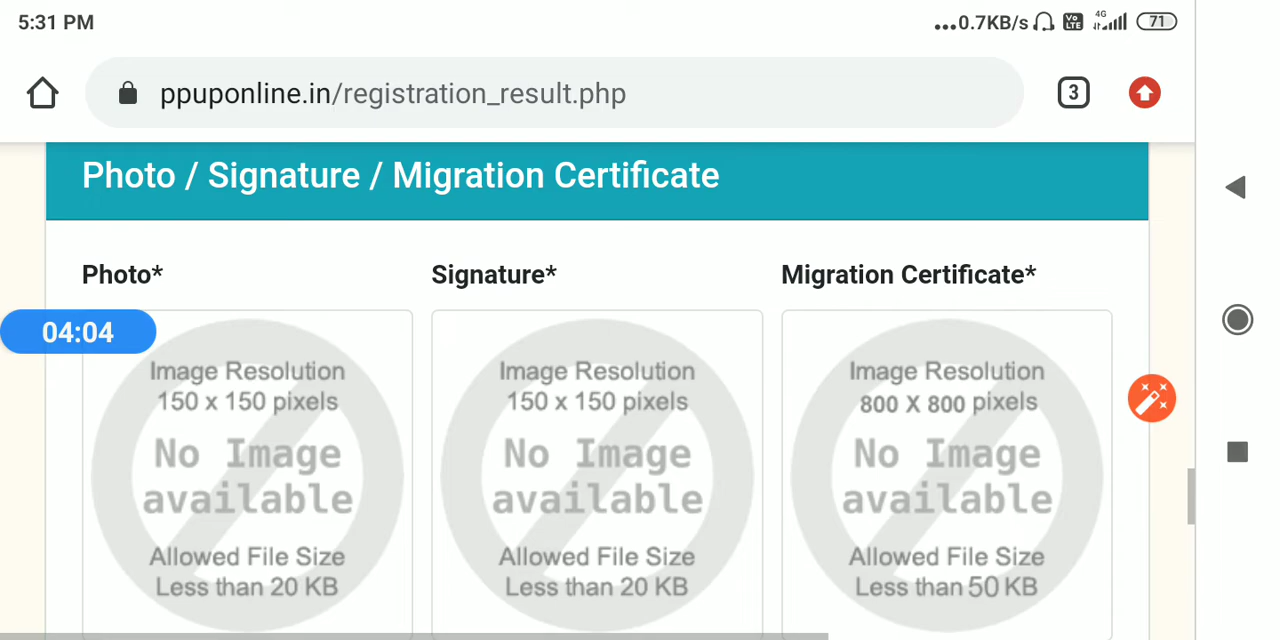 5:31 PM
...0.7KB/s Vo LTE 4G 71
ppuponline.in/registration_result.php
3
Photo / Signature / Migration Certificate
Photo* Signature* Migration Certificate*
04:04
Image Resolution
150 x 150 pixels
No Image
available
Allowed File Size
Less than 20 KB
Image Resolution
150 x 150 pixels
No Image
available
Allowed File Size
Less than 20 KB
Image Resolution
800 X 800 pixels
No Image
available
Allowed File Size
Less than 50 KB